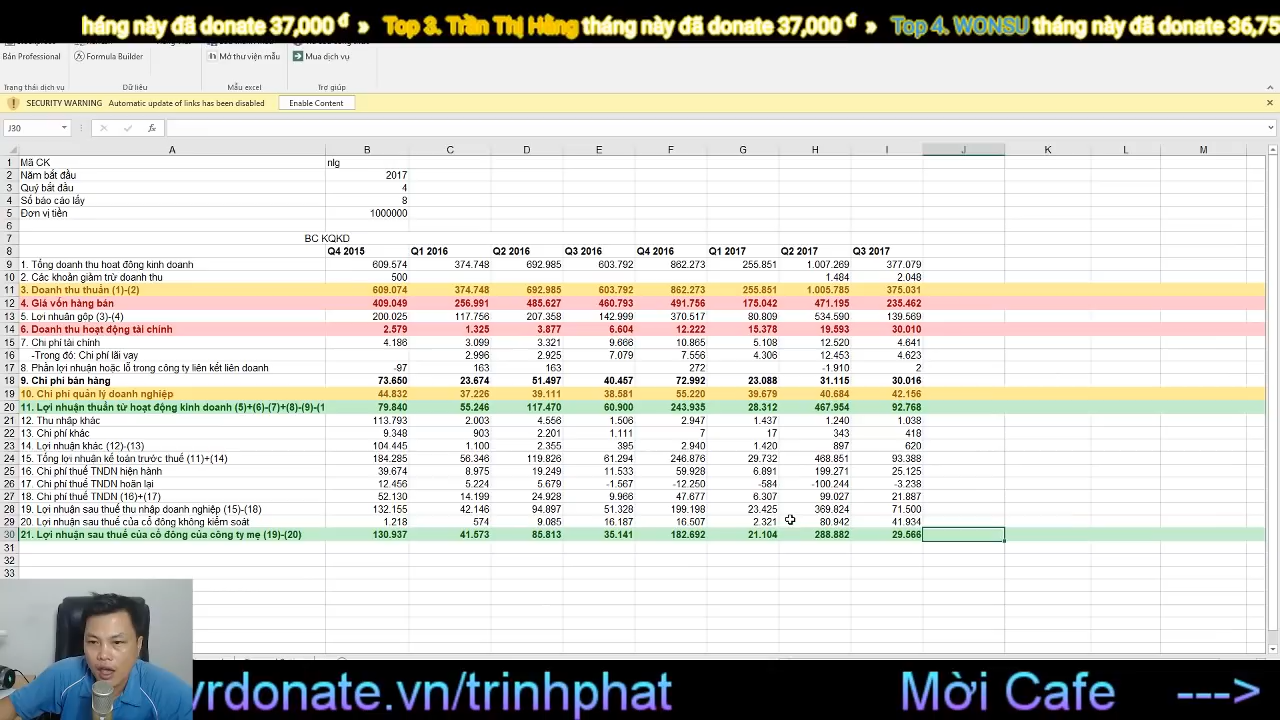 háng này đã donate 37,000 đ » Top 3. Trần Thị Hằng tháng này đã donate 37,000 đ » Top 4. WONSU tháng này đã donate 36,75
Bán Professional Formula Builder Mở thư viện mẫu Mua dịch vụ
Trạng thái dịch vụ Dữ liệu Mẫu excel Trợ giúp
SECURITY WARNING Automatic update of links has been disabled Enable Content
J30 fx
A B C D E F G H I J K L M
1 Mã CK nlg
2 Năm bắt đầu 2017
3 Quý bắt đầu 4
4 Số báo cáo lấy 8
5 Đơn vị tiền 1000000
6
7 BC KQKD
8 Q4 2015 Q1 2016 Q2 2016 Q3 2016 Q4 2016 Q1 2017 Q2 2017 Q3 2017
9 1. Tổng doanh thu hoạt động kinh doanh 609.574 374.748 692.985 603.792 862.273 255.851 1.007.269 377.079
10 2. Các khoản giảm trừ doanh thu 500 1.484 2.048
11 3. Doanh thu thuần (1)-(2) 609.074 374.748 692.985 603.792 862.273 255.851 1.005.785 375.031
12 4. Giá vốn hàng bán 409.049 256.991 485.627 460.793 491.756 175.042 471.195 235.462
13 5. Lợi nhuận gộp (3)-(4) 200.025 117.756 207.358 142.999 370.517 80.809 534.590 139.569
14 6. Doanh thu hoạt động tài chính 2.579 1.325 3.877 6.604 12.222 15.378 19.593 30.010
15 7. Chi phí tài chính 4.186 3.099 3.321 9.666 10.865 5.108 12.520 4.641
16 -Trong đó: Chi phí lãi vay 2.996 2.925 7.079 7.556 4.306 12.453 4.623
17 8. Phần lợi nhuận hoặc lỗ trong công ty liên kết liên doanh -97 163 163 272 -1.910 2
18 9. Chi phí bán hàng 73.650 23.674 51.497 40.457 72.992 23.088 31.115 30.016
19 10. Chi phí quản lý doanh nghiệp 44.832 37.226 39.111 38.581 55.220 39.679 40.684 42.156
20 11. Lợi nhuận thuần từ hoạt động kinh doanh (5)+(6)-(7)+(8)-(9)-(1 79.840 55.246 117.470 60.900 243.935 28.312 467.954 92.768
21 12. Thu nhập khác 113.793 2.003 4.556 1.506 2.947 1.437 1.240 1.038
22 13. Chi phí khác 9.348 903 2.201 1.111 7 17 343 418
23 14. Lợi nhuận khác (12)-(13) 104.445 1.100 2.355 395 2.940 1.420 897 620
24 15. Tổng lợi nhuận kế toán trước thuế (11)+(14) 184.285 56.346 119.826 61.294 246.876 29.732 468.851 93.388
25 16. Chi phí thuế TNDN hiện hành 39.674 8.975 19.249 11.533 59.928 6.891 199.271 25.125
26 17. Chi phí thuế TNDN hoãn lại 12.456 5.224 5.679 -1.567 -12.250 -584 -100.244 -3.238
27 18. Chi phí thuế TNDN (16)+(17) 52.130 14.199 24.928 9.966 47.677 6.307 99.027 21.887
28 19. Lợi nhuận sau thuế thu nhập doanh nghiệp (15)-(18) 132.155 42.146 94.897 51.328 199.198 23.425 369.824 71.500
29 20. Lợi nhuận sau thuế của cổ đông không kiểm soát 1.218 574 9.085 16.187 16.507 2.321 80.942 41.934
30 21. Lợi nhuận sau thuế của cổ đông của công ty mẹ (19)-(20) 130.937 41.573 85.813 35.141 182.692 21.104 288.882 29.566
31
32
33
yrdonate.vn/trinhphat Mời Cafe --->